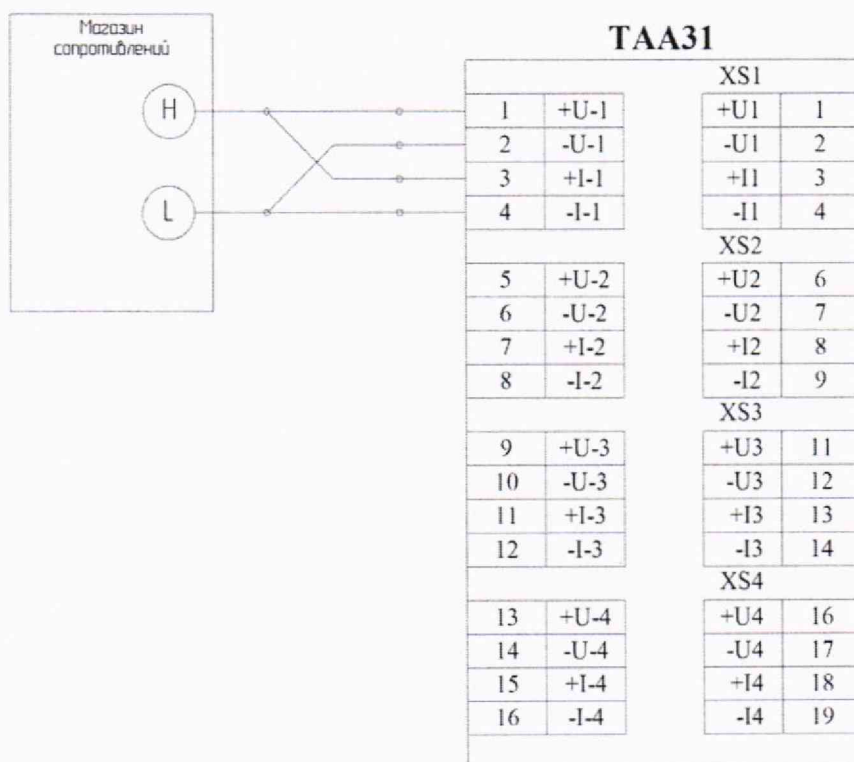 Магазин
сопротивлений
H
L
TAA31
XS1
1 +U-1 +U1 1
2 -U-1 -U1 2
3 +I-1 +I1 3
4 -I-1 -I1 4
XS2
5 +U-2 +U2 6
6 -U-2 -U2 7
7 +I-2 +I2 8
8 -I-2 -I2 9
XS3
9 +U-3 +U3 11
10 -U-3 -U3 12
11 +I-3 +I3 13
12 -I-3 -I3 14
XS4
13 +U-4 +U4 16
14 -U-4 -U4 17
15 +I-4 +I4 18
16 -I-4 -I4 19